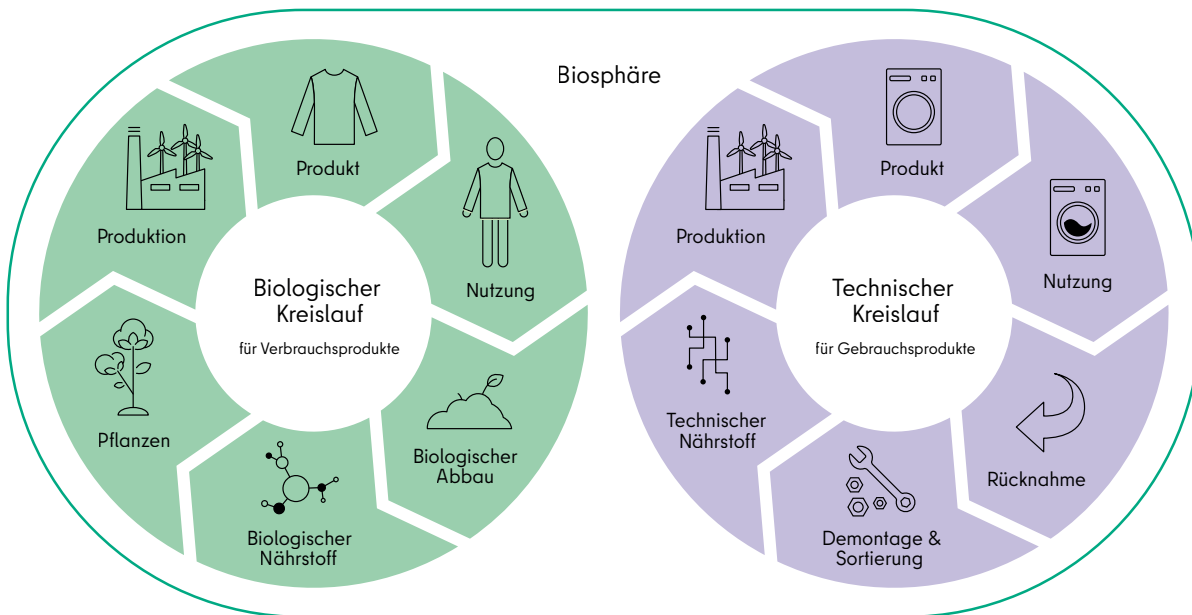 Biosphäre
Biologischer
Kreislauf
für Verbrauchsprodukte
Produkt
Nutzung
Biologischer
Abbau
Biologischer
Nährstoff
Pflanzen
Produktion
Technischer
Kreislauf
für Gebrauchsprodukte
Produkt
Nutzung
Rücknahme
Demontage &
Sortierung
Technischer
Nährstoff
Produktion